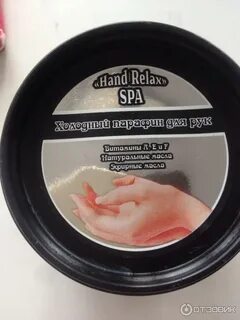 «Hand Relax»
SPA
Холодный парафин для рук
Витамины А, Е и F
Натуральные масла
Эфирные масла
ОТЗОВИК